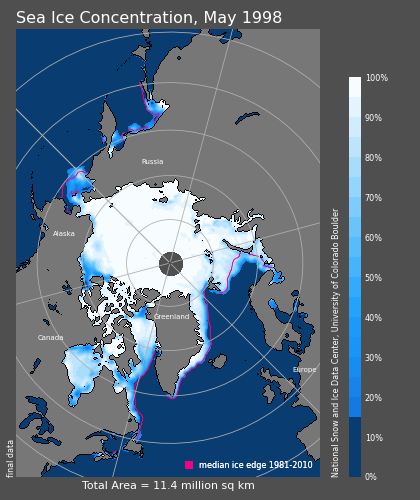 Sea Ice Concentration, May 1998
Russia
Alaska
Greenland
Canada
Europe
median ice edge 1981-2010
final data
Total Area = 11.4 million sq km
National Snow and Ice Data Center, University of Colorado Boulder
100%
90%
80%
70%
60%
50%
40%
30%
20%
10%
0%